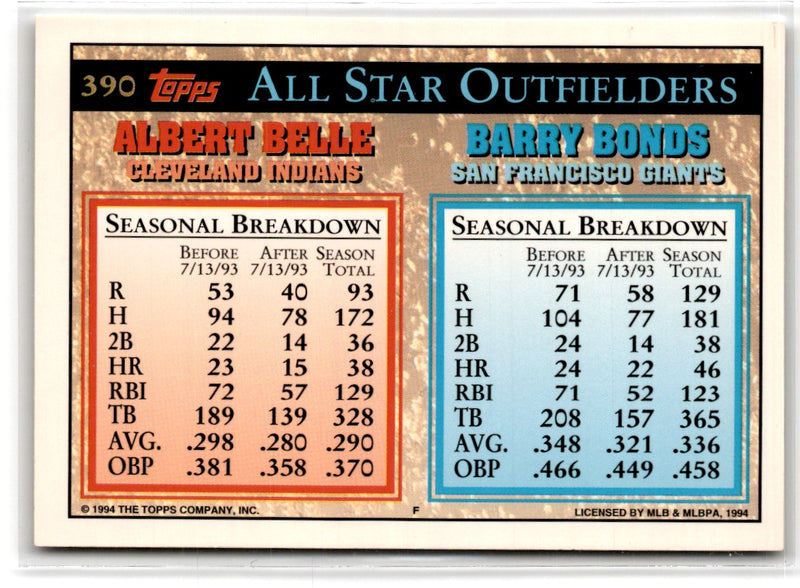 390 Topps ALL STAR OUTFIELDERS
ALBERT BELLE
CLEVELAND INDIANS
SEASONAL BREAKDOWN
BEFORE AFTER SEASON
7/13/93 7/13/93 TOTAL
R 53 40 93
H 94 78 172
2B 22 14 36
HR 23 15 38
RBI 72 57 129
TB 189 139 328
AVG. .298 .280 .290
OBP .381 .358 .370
BARRY BONDS
SAN FRANCISCO GIANTS
SEASONAL BREAKDOWN
BEFORE AFTER SEASON
7/13/93 7/13/93 TOTAL
R 71 58 129
H 104 77 181
2B 24 14 38
HR 24 22 46
RBI 71 52 123
TB 208 157 365
AVG. .348 .321 .336
OBP .466 .449 .458
© 1994 THE TOPPS COMPANY, INC. F LICENSED BY MLB & MLBPA, 1994